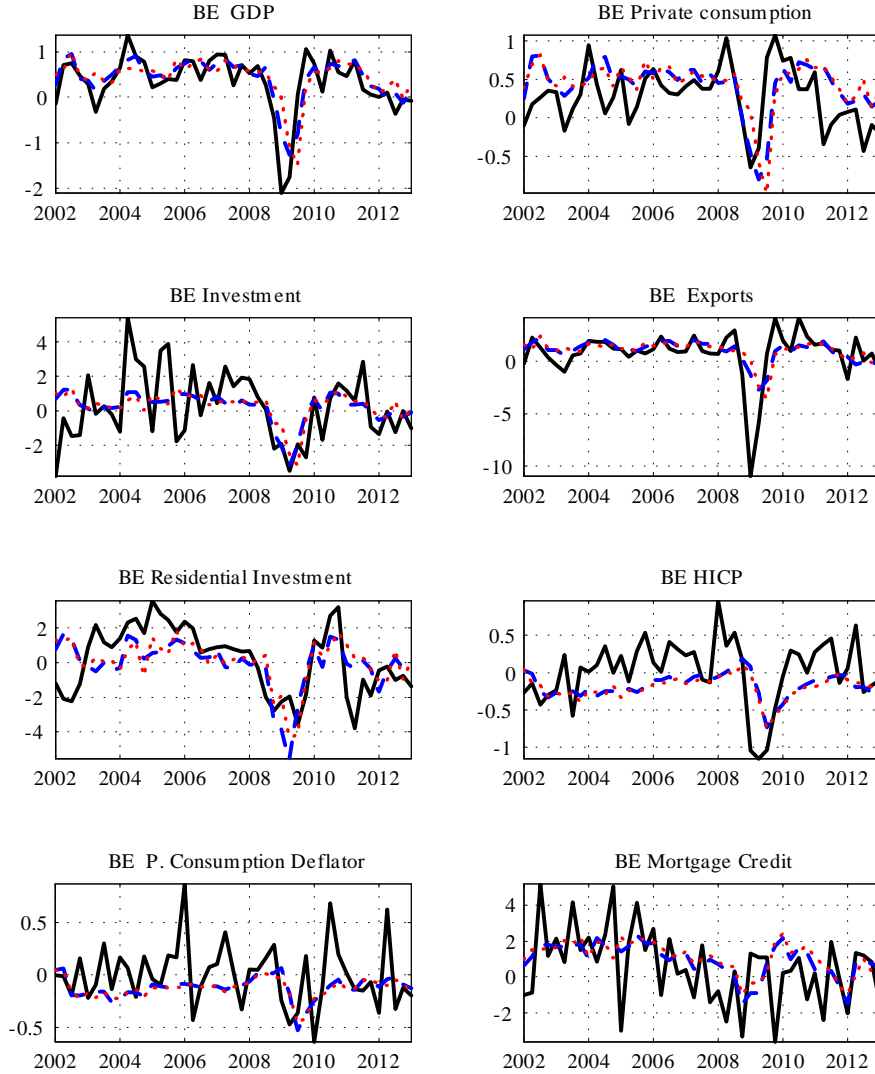 BE GDP
1
0
-1
-2
2002 2004 2006 2008 2010 2012
BE Private consumption
1
0.5
0
-0.5
2002 2004 2006 2008 2010 2012
BE Investment
4
2
0
-2
2002 2004 2006 2008 2010 2012
BE Exports
0
-5
-10
2002 2004 2006 2008 2010 2012
BE Residential Investment
2
0
-2
-4
2002 2004 2006 2008 2010 2012
BE HICP
0.5
0
-0.5
-1
2002 2004 2006 2008 2010 2012
BE P. Consumption Deflator
0.5
0
-0.5
2002 2004 2006 2008 2010 2012
BE Mortgage Credit
4
2
0
-2
2002 2004 2006 2008 2010 2012